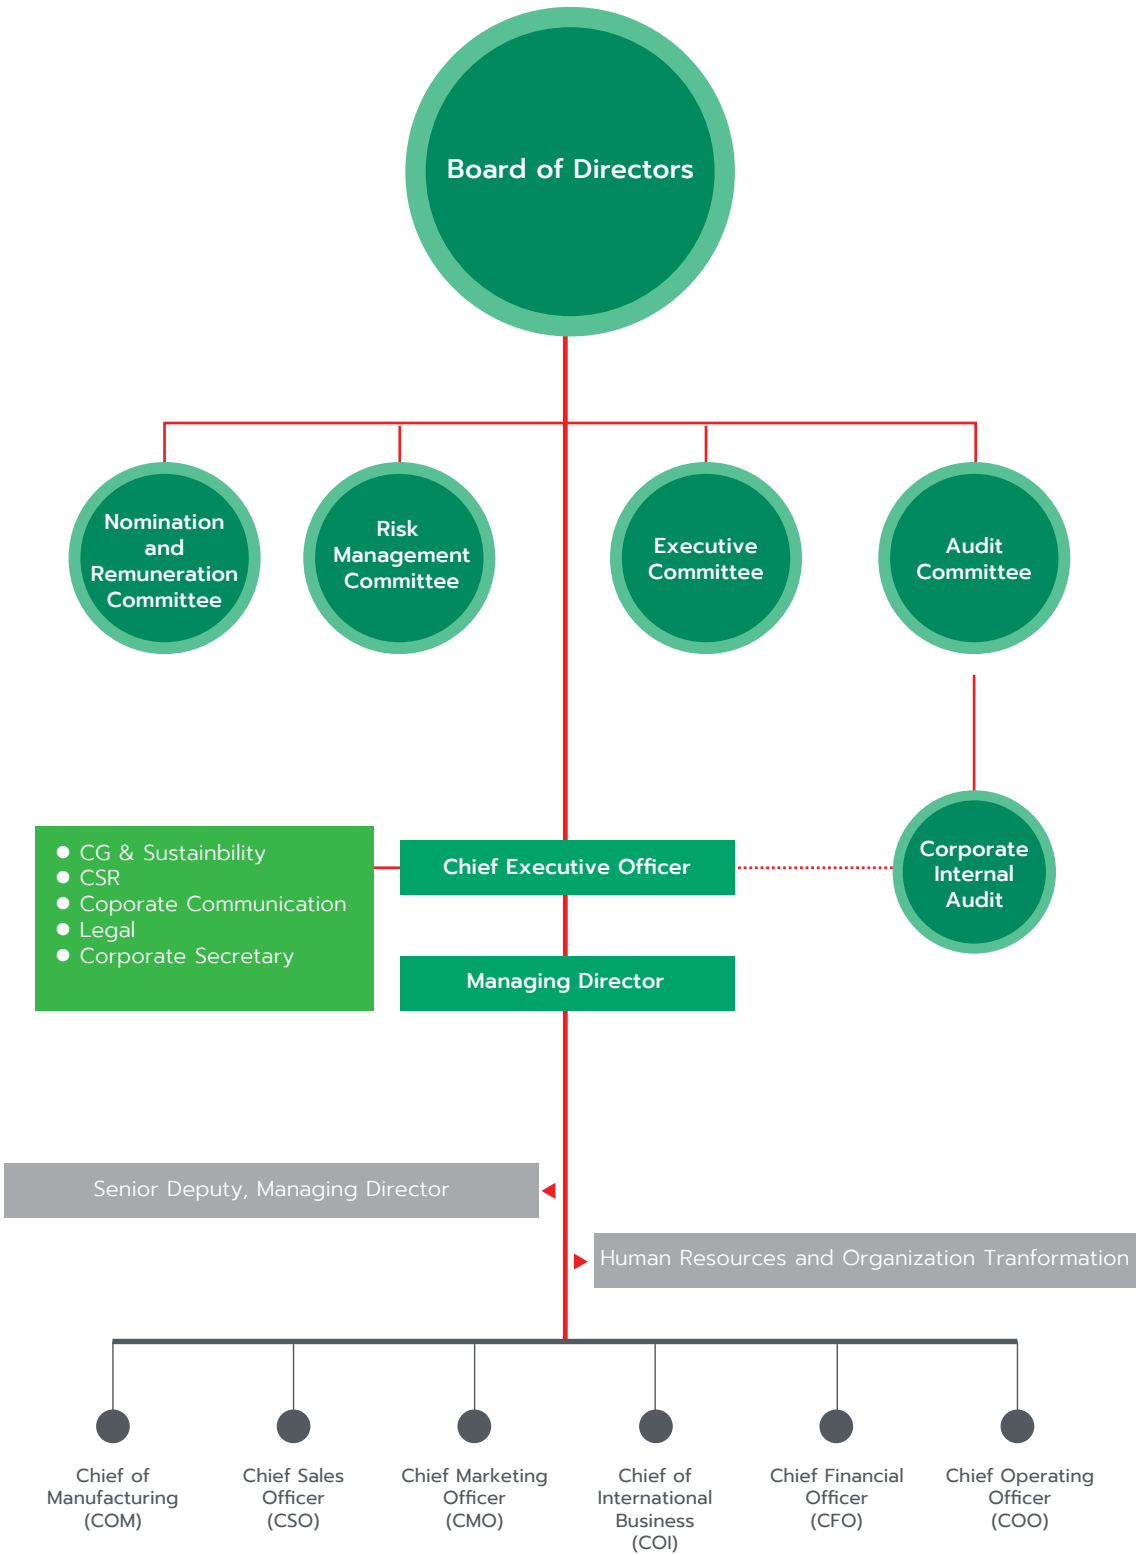 Board of Directors
Nomination
and
Remuneration
Committee
Risk
Management
Committee
Executive
Committee
Audit
Committee
CG & Sustainbility
CSR
Coporate Communication
Legal
Corporate Secretary
Chief Executive Officer
Corporate
Internal
Audit
Managing Director
Senior Deputy, Managing Director
Human Resources and Organization Tranformation
Chief of
Manufacturing
(COM)
Chief Sales
Officer
(CSO)
Chief Marketing
Officer
(CMO)
Chief of
International
Business
(COI)
Chief Financial
Officer
(CFO)
Chief Operating
Officer
(COO)